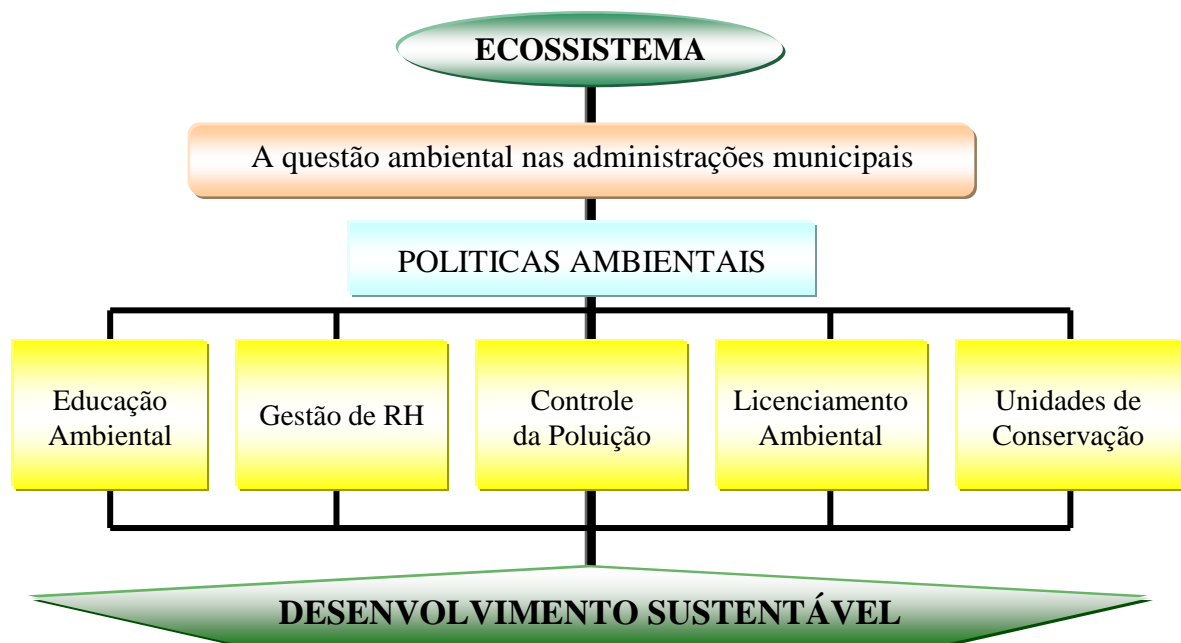 ECOSSISTEMA
A questão ambiental nas administrações municipais
POLITICAS AMBIENTAIS
Educação
Ambiental
Gestão de RH
Controle
da Poluição
Licenciamento
Ambiental
Unidades de
Conservação
DESENVOLVIMENTO SUSTENTÁVEL